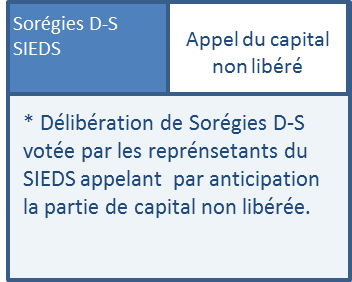 Sorégies D-S
SIEDS
Appel du capital
non libéré
* Délibération de Sorégies D-S
votée par les reprénsetants du
SIEDS appelant par anticipation
la partie de capital non libérée.